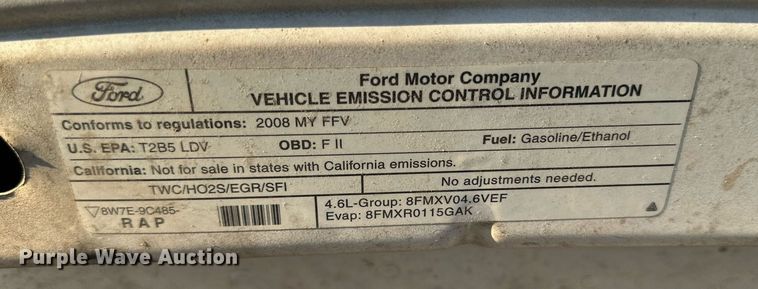 Ford
Ford Motor Company
VEHICLE EMISSION CONTROL INFORMATION
Conforms to regulations: 2008 MY FFV
U.S. EPA: T2B5 LDV OBD: F II Fuel: Gasoline/Ethanol
California: Not for sale in states with California emissions.
TWC/HO2S/EGR/SFI No adjustments needed.
8W7E-9C485-
RAP
4.6L-Group: 8FMXV04.6VEF
Evap: 8FMXR0115GAK
Purple Wave Auction